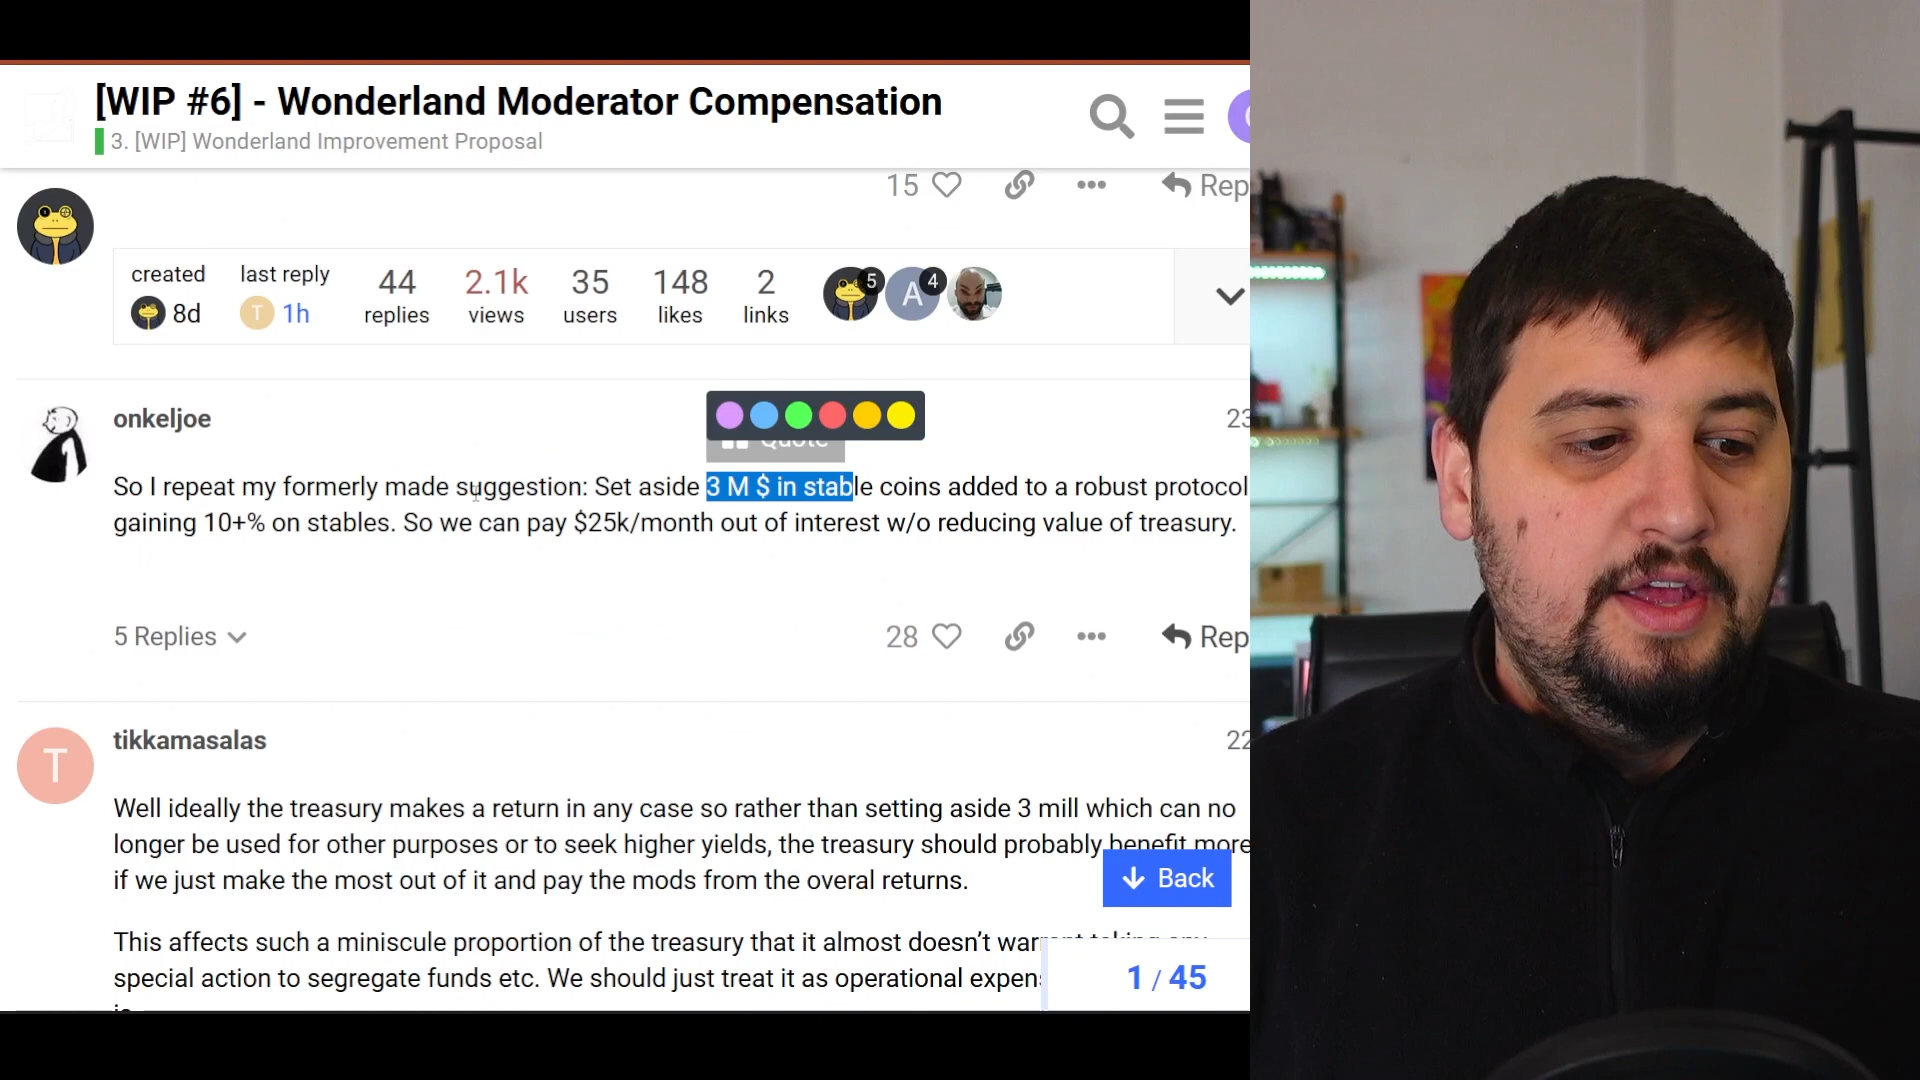 [WIP #6] - Wonderland Moderator Compensation
3. [WIP] Wonderland Improvement Proposal
15
created
last reply
44
2.1k
35
148
2
5
A
4
8d
T
1h
replies
views
users
likes
links
onkeljoe
23
Quote
So I repeat my formerly made suggestion: Set aside 3 M $ in stable coins added to a robust protocol
gaining 10+% on stables. So we can pay $25k/month out of interest w/o reducing value of treasury.
5 Replies
28
T
tikkamasalas
22
Well ideally the treasury makes a return in any case so rather than setting aside 3 mill which can no
longer be used for other purposes or to seek higher yields, the treasury should probably benefit more
if we just make the most out of it and pay the mods from the overal returns.
Back
This affects such a miniscule proportion of the treasury that it almost doesn't
special action to segregate funds etc. We should just treat it as operational
1 / 45